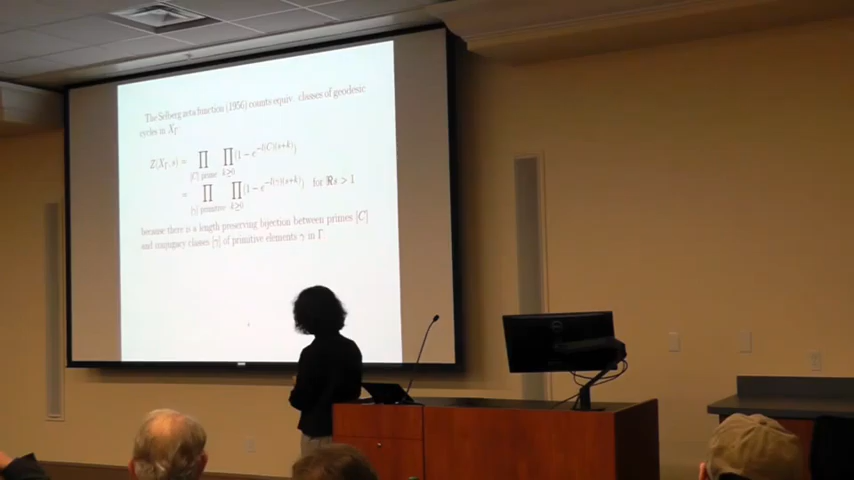 The Selberg zeta function (1956) counts equiv. classes of geodesic
cycles in X_Γ
Z(X_Γ, s) = ∏_{[C] prime} ∏_{k≥0} (1 − e^{−l(C)(s+k)})
= ∏_{[γ] primitive} ∏_{k≥0} (1 − e^{−l(γ)(s+k)}) for ℜs > 1
because there is a length preserving bijection between primes [C]
and conjugacy classes [γ] of primitive elements γ in Γ